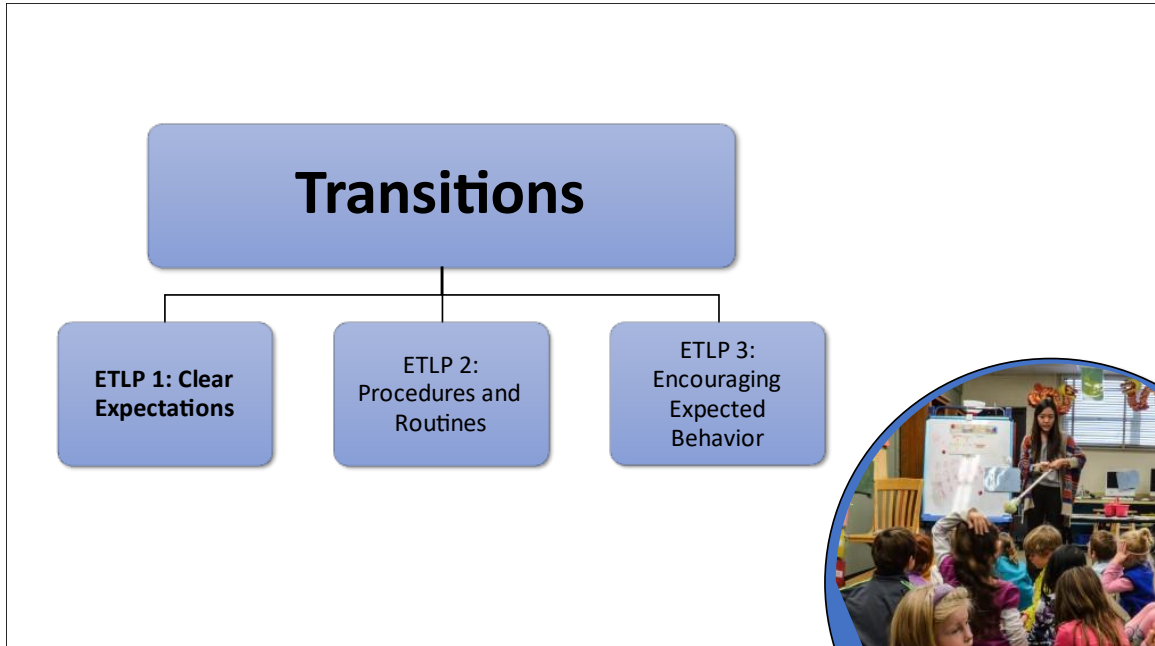 Transitions
ETLP 1: Clear
Expectations
ETLP 2:
Procedures and
Routines
ETLP 3:
Encouraging
Expected
Behavior